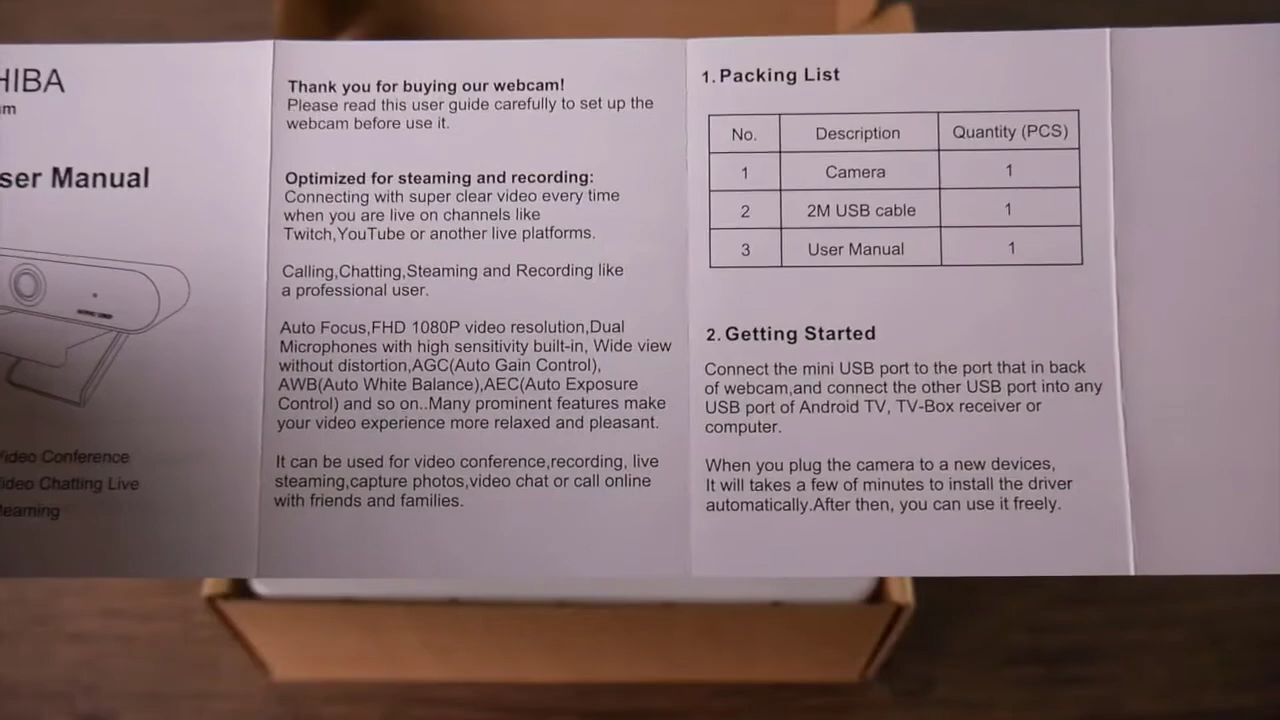 HIBA
ser Manual
ideo Conference
ideo Chatting Live
Thank you for buying our webcam!
Please read this user guide carefully to set up the
webcam before use it.
Optimized for steaming and recording:
Connecting with super clear video every time
when you are live on channels like
Twitch,YouTube or another live platforms.
Calling,Chatting,Steaming and Recording like
a professional user.
Auto Focus,FHD 1080P video resolution,Dual
Microphones with high sensitivity built-in, Wide view
without distortion,AGC(Auto Gain Control),
AWB(Auto White Balance),AEC(Auto Exposure
Control) and so on..Many prominent features make
your video experience more relaxed and pleasant.
It can be used for video conference,recording, live
steaming,capture photos,video chat or call online
with friends and families.
1. Packing List
No. Description Quantity (PCS)
1 Camera 1
2 2M USB cable 1
3 User Manual 1
2. Getting Started
Connect the mini USB port to the port that in back
of webcam,and connect the other USB port into any
USB port of Android TV, TV-Box receiver or
computer.
When you plug the camera to a new devices,
It will takes a few of minutes to install the driver
automatically.After then, you can use it freely.